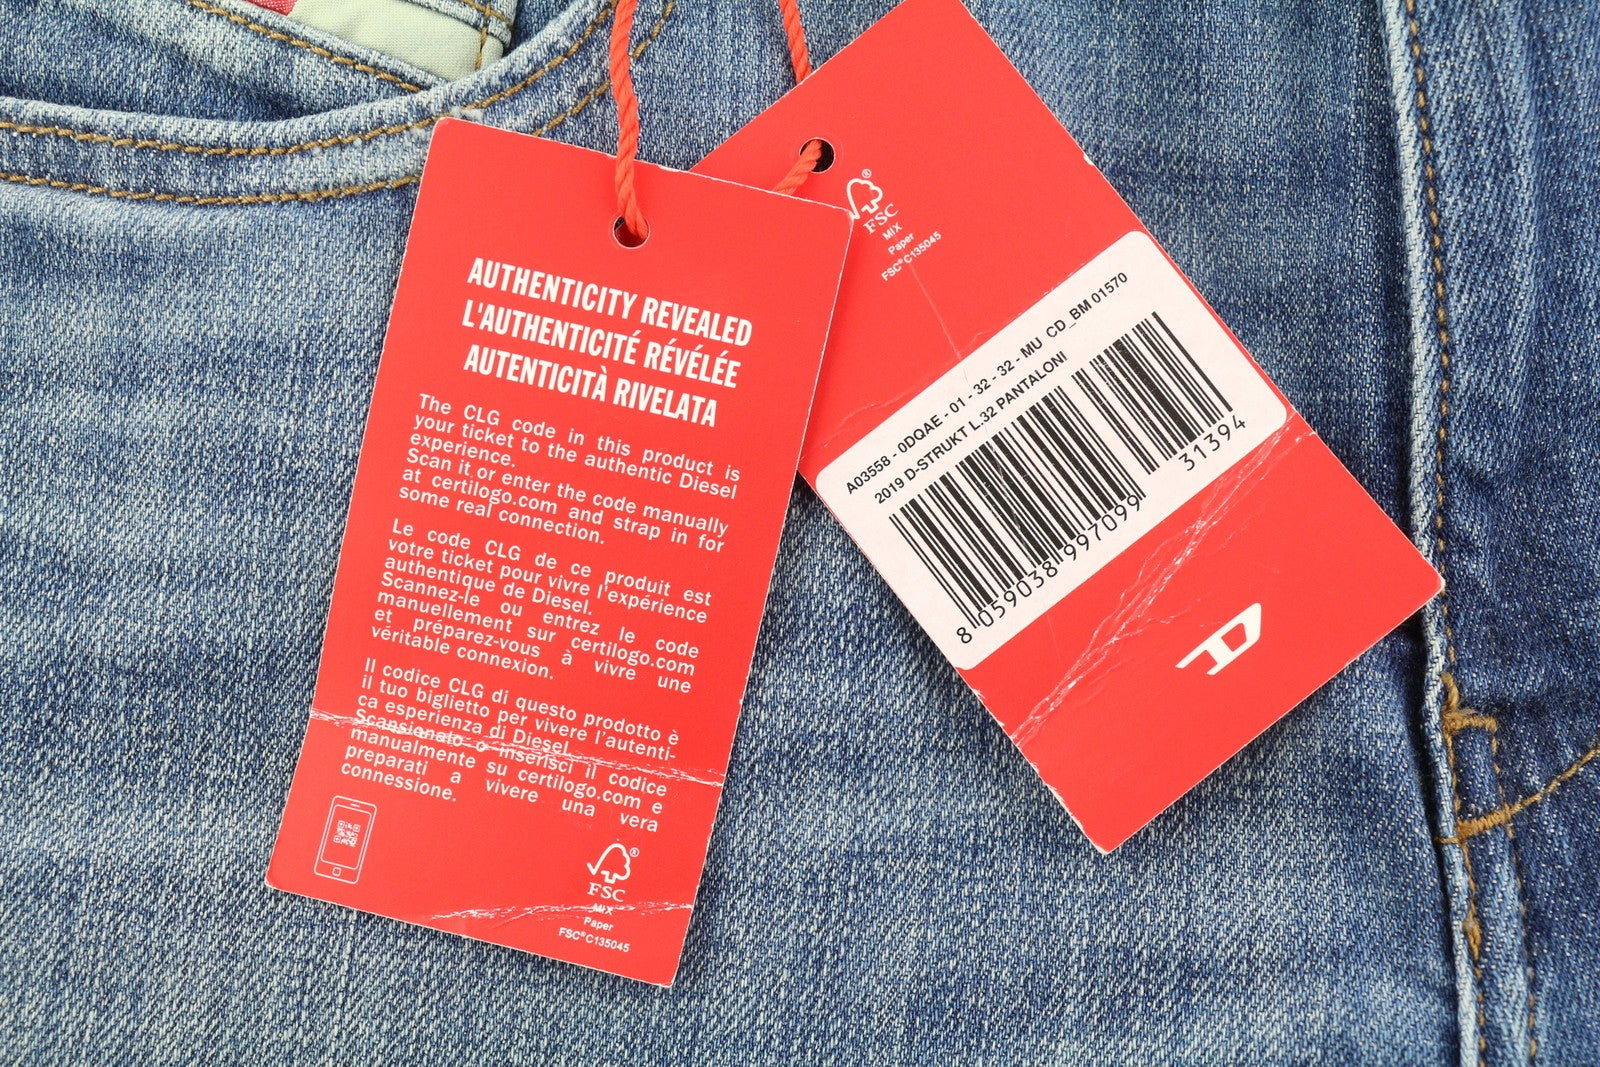 AUTHENTICITY REVEALED
L'AUTHENTICITÉ RÉVÉLÉE
AUTENTICITÀ RIVELATA
The CLG code in this product is
your ticket to the authentic Diesel
experience.
Scan it or enter the code manually
at certilogo.com and strap in for
some real connection.
Le code CLG de ce produit est
votre ticket pour vivre l'expérience
authentique de Diesel.
Scannez-le ou entrez le code
manuellement sur certilogo.com
et préparez-vous à vivre une
véritable connexion.
Il codice CLG di questo prodotto è
il tuo biglietto per vivere l'autenti-
ca esperienza di Diesel.
Scansionalo o inserisci il codice
manualmente su certilogo.com e
preparati a vivere una vera
connessione.
FSC®
MIX
Paper
FSC® C135045
FSC®
MIX
Paper
FSC® C135045
A03558 - 0DQAE - 01 - 32 - 32 - MU CD_BM 01570
2019 D-STRUKT L.32 PANTALONI
8 059038 997099
31394
D